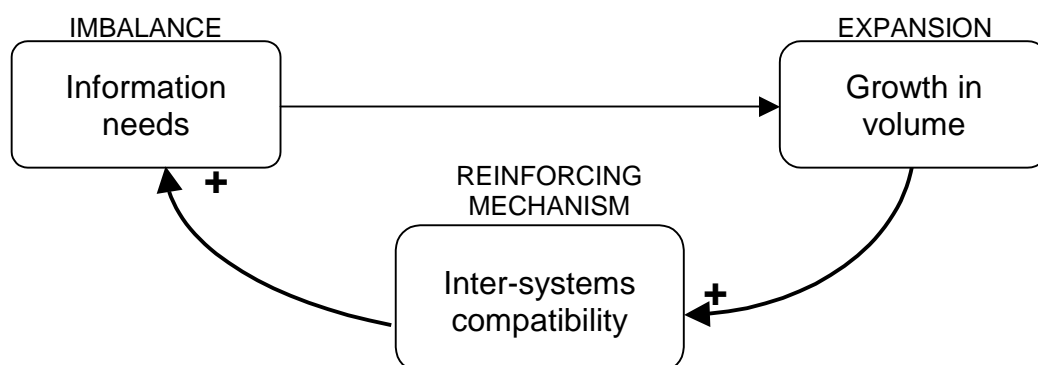 IMBALANCE
Information
needs
EXPANSION
Growth in
volume
+
REINFORCING
MECHANISM
Inter-systems
compatibility
+